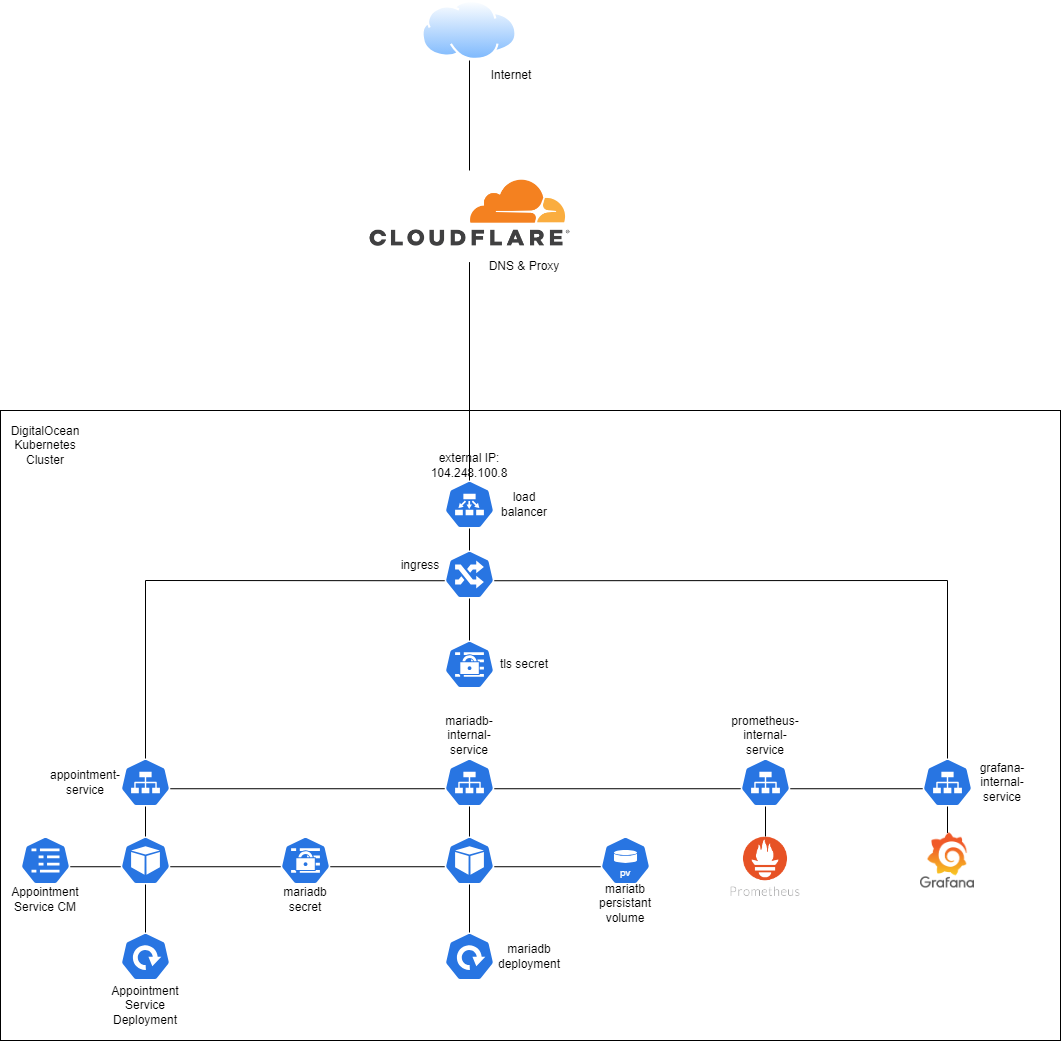 Internet
CLOUDFLARE®
DNS & Proxy
DigitalOcean
Kubernetes
Cluster
external IP:
104.248.100.8
load
balancer
ingress
tls secret
mariadb-
internal-
service
prometheus-
internal-
service
appointment-
service
grafana-
internal-
service
Appointment
Service CM
mariadb
secret
pv
mariatb
persistant
volume
Prometheus
Grafana
Appointment
Service
Deployment
mariadb
deployment